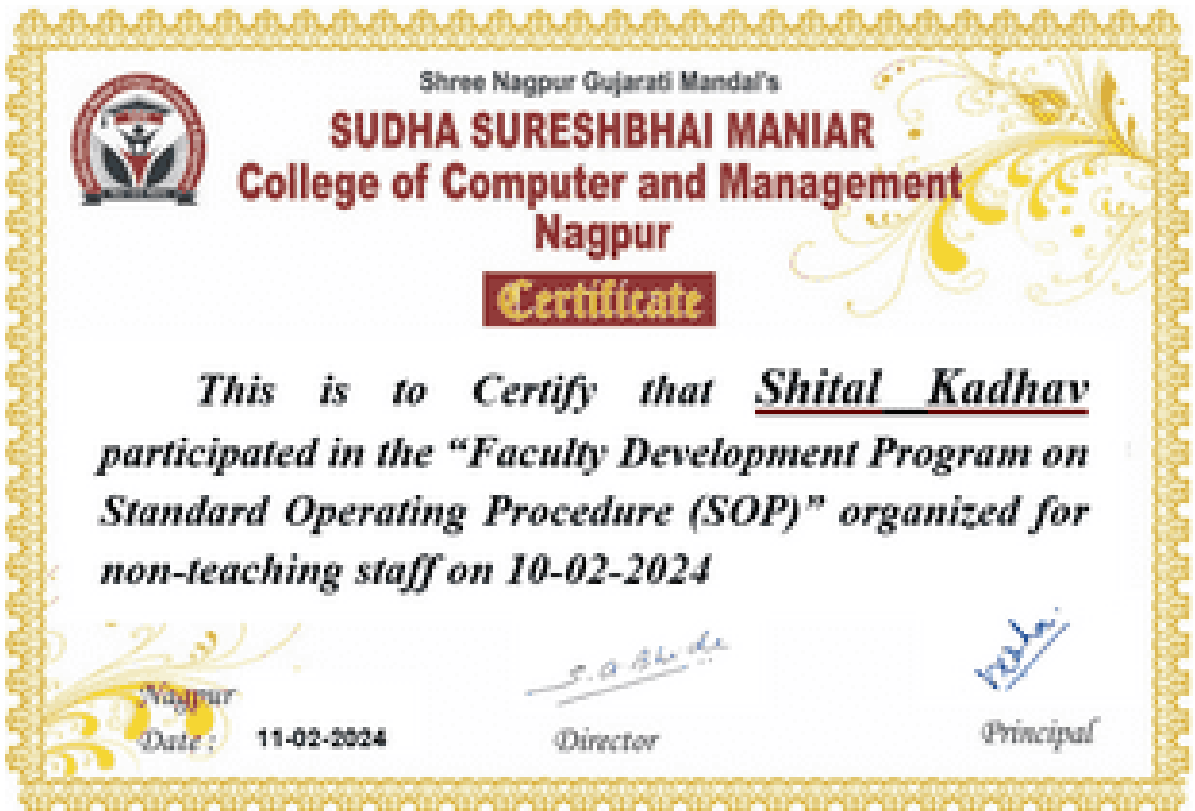 Shree Nagpur Gujarati Mandal's
SUDHA SURESHBHAI MANIAR
College of Computer and Management
Nagpur
Certificate
This is to Certify that Shital Kadhav
participated in the “Faculty Development Program on
Standard Operating Procedure (SOP)” organized for
non-teaching staff on 10-02-2024
Nagpur
Date : 11-02-2024
Director
Principal